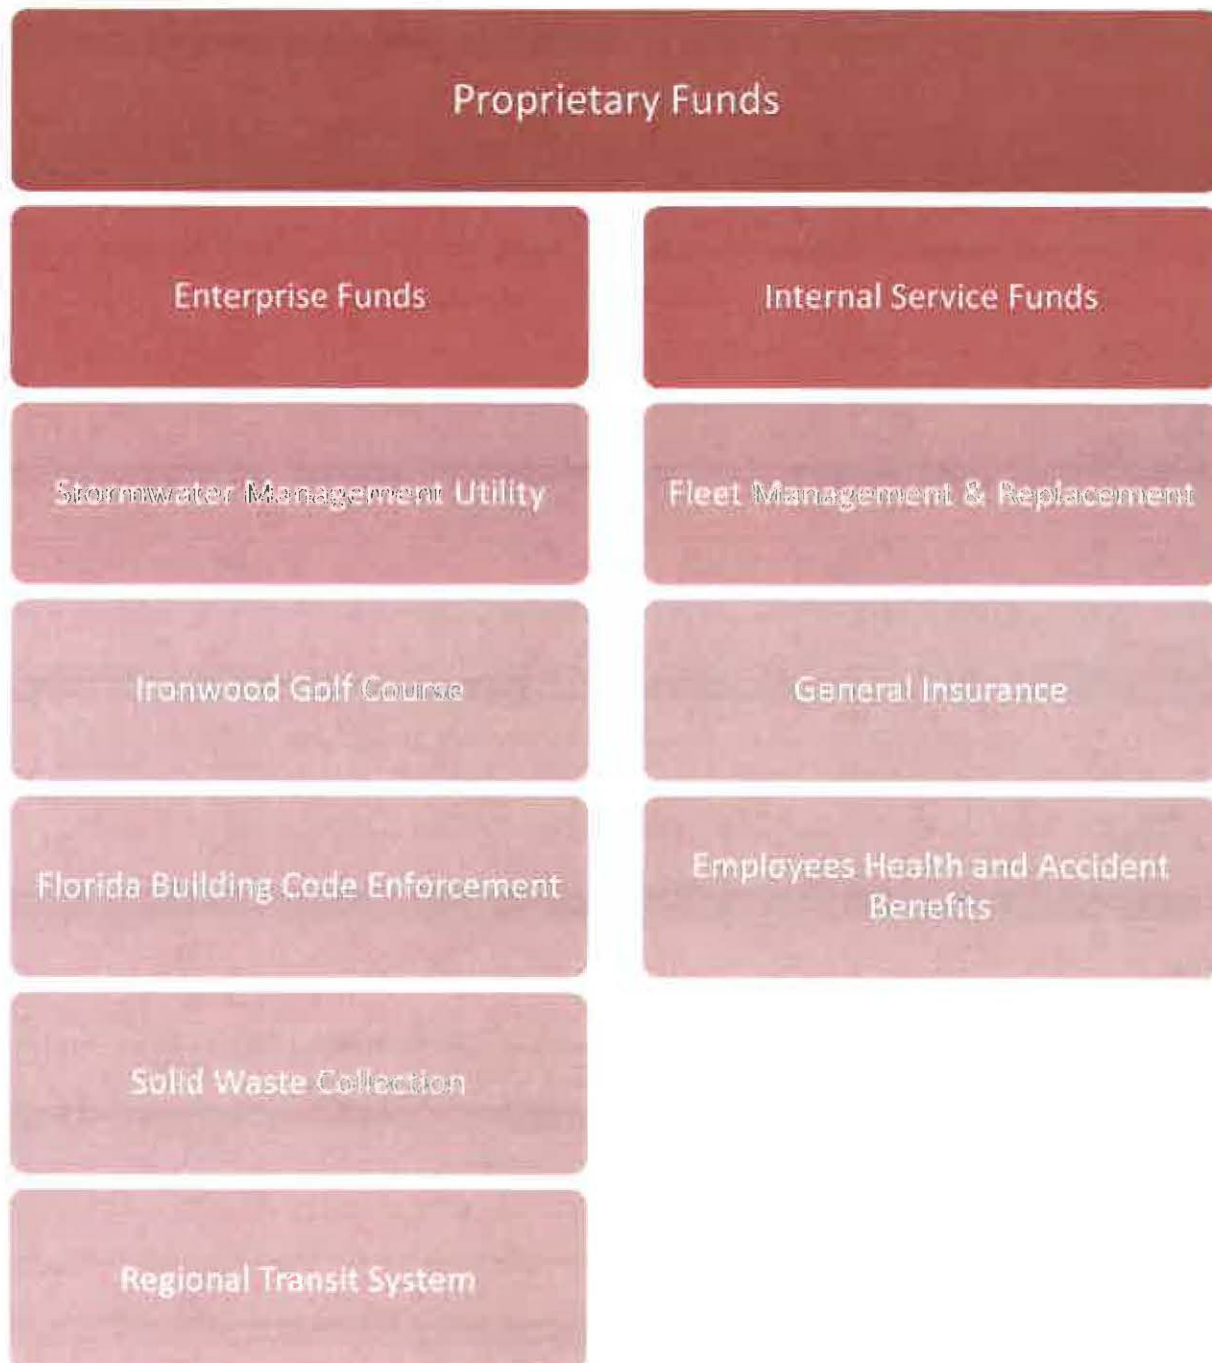 Proprietary Funds
Enterprise Funds
Internal Service Funds
Stormwater Management Utility
Fleet Management & Replacement
Ironwood Golf Course
General Insurance
Florida Building Code Enforcement
Employees Health and Accident
Benefits
Solid Waste Collection
Regional Transit System